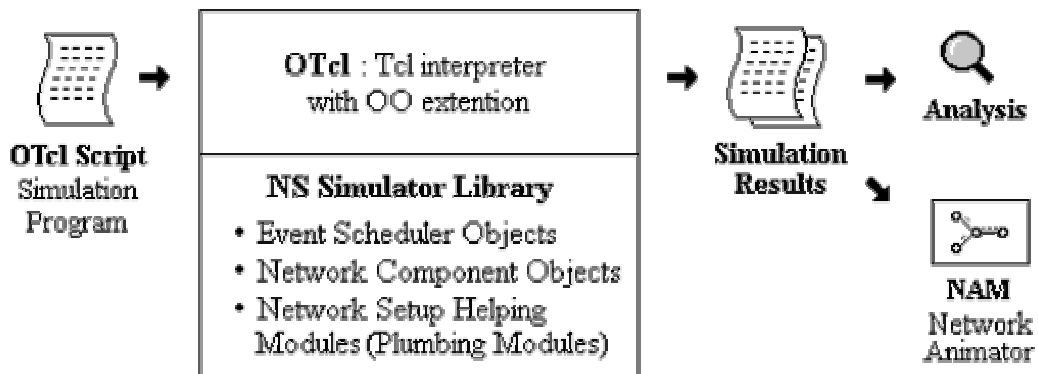 OTcl Script
Simulation
Program
OTcl : Tcl interpreter
with OO extention
NS Simulator Library
• Event Scheduler Objects
• Network Component Objects
• Network Setup Helping
Modules (Plumbing Modules)
Simulation
Results
Analysis
NAM
Network
Animator